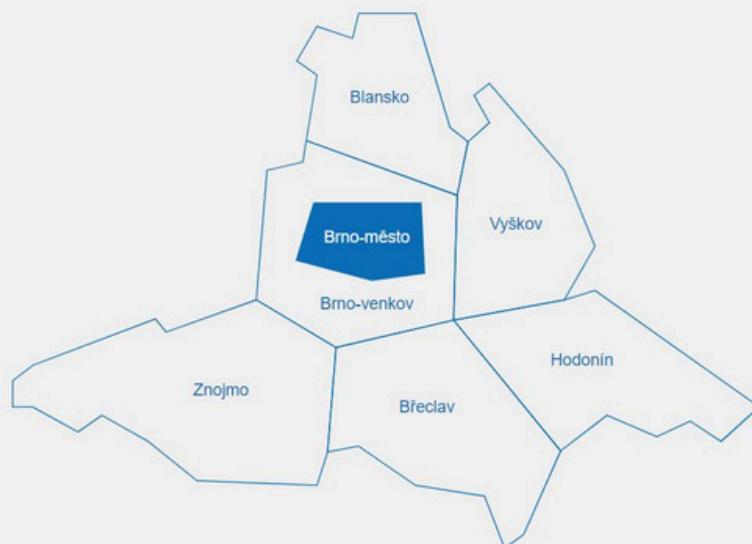 Blansko
Vyškov
Brno-město
Brno-venkov
Hodonín
Znojmo
Břeclav